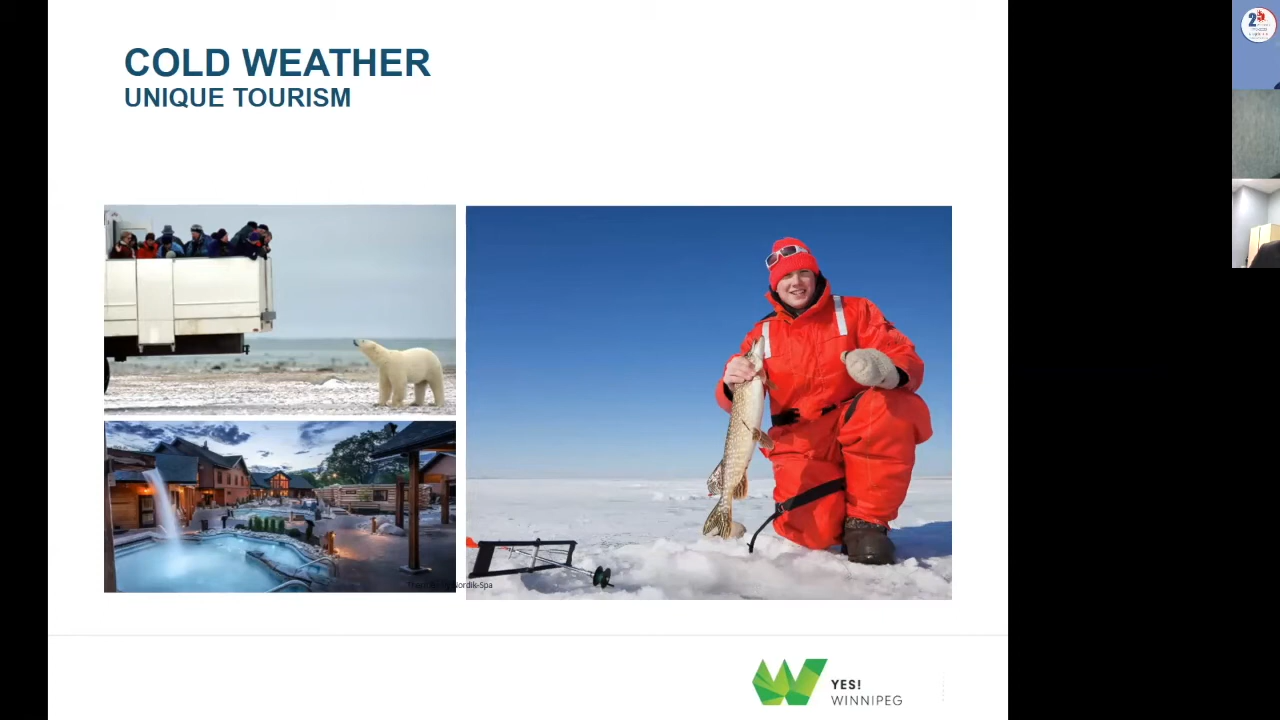 COLD WEATHER
UNIQUE TOURISM
Nordik-Spa
YES!
WINNIPEG